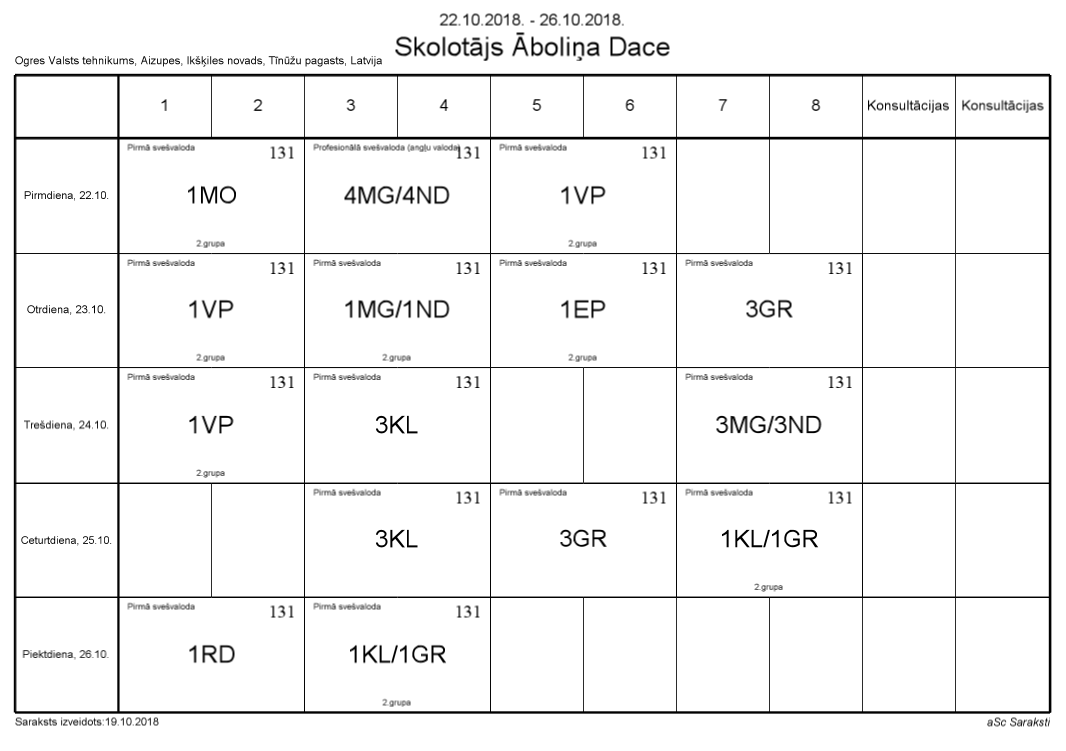 22.10.2018. - 26.10.2018.
Skolotājs Āboliņa Dace
Ogres Valsts tehnikums, Aizupes, Ikšķiles novads, Tīnūžu pagasts, Latvija
1 2 3 4 5 6 7 8 Konsultācijas Konsultācijas
Pirmdiena, 22.10.
Pirmā svešvaloda 131
1MO
2.grupa
Profesionālā svešvaloda (angļu valoda) 131
4MG/4ND
Pirmā svešvaloda 131
1VP
2.grupa
Otrdiena, 23.10.
Pirmā svešvaloda 131
1VP
2.grupa
Pirmā svešvaloda 131
1MG/1ND
2.grupa
Pirmā svešvaloda 131
1EP
2.grupa
Pirmā svešvaloda 131
3GR
Trešdiena, 24.10.
Pirmā svešvaloda 131
1VP
2.grupa
Pirmā svešvaloda 131
3KL
Pirmā svešvaloda 131
3MG/3ND
Ceturtdiena, 25.10.
Pirmā svešvaloda 131
3KL
Pirmā svešvaloda 131
3GR
Pirmā svešvaloda 131
1KL/1GR
2.grupa
Piektdiena, 26.10.
Pirmā svešvaloda 131
1RD
Pirmā svešvaloda 131
1KL/1GR
2.grupa
Saraksts izveidots:19.10.2018
aSc Saraksti